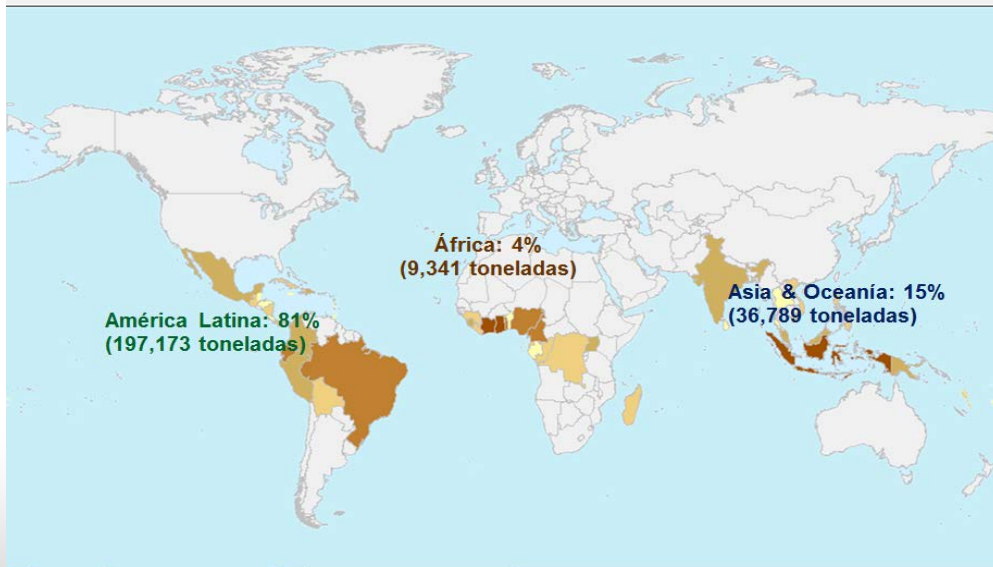 África: 4%
(9,341 toneladas)
Asia & Oceanía: 15%
(36,789 toneladas)
América Latina: 81%
(197,173 toneladas)